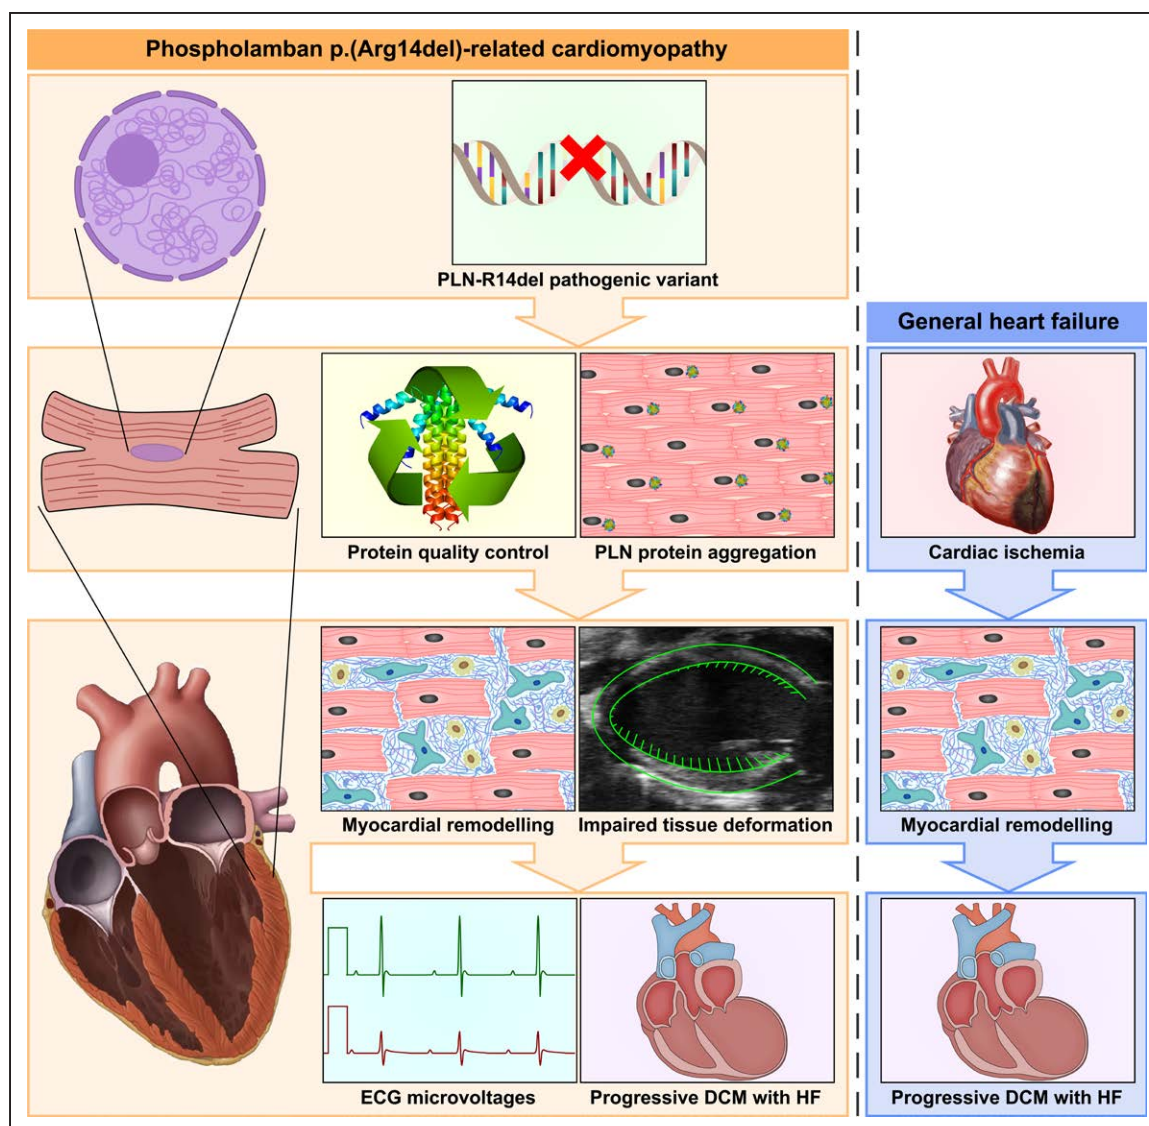 Phospholamban p.(Arg14del)-related cardiomyopathy
PLN-R14del pathogenic variant
General heart failure
Protein quality control
PLN protein aggregation
Cardiac ischemia
Myocardial remodelling
Impaired tissue deformation
Myocardial remodelling
ECG microvoltages
Progressive DCM with HF
Progressive DCM with HF